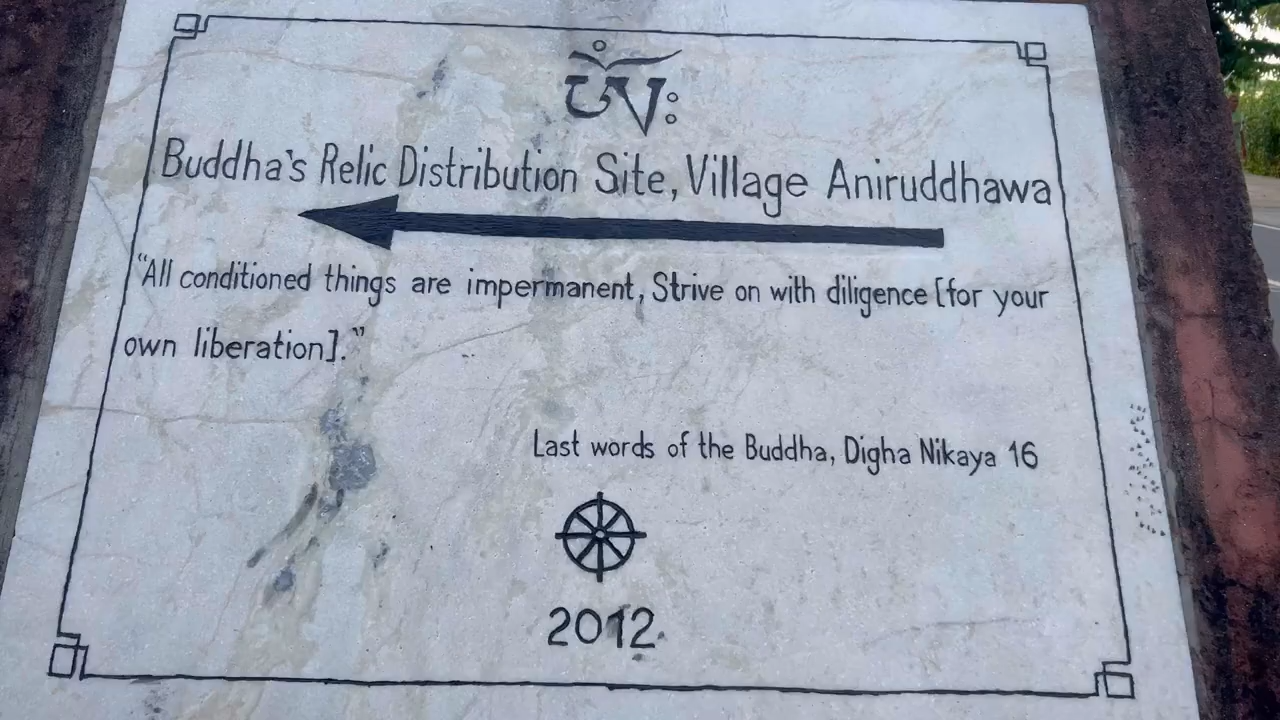 Buddha's Relic Distribution Site, Village Aniruddhawa
"All conditioned things are impermanent, Strive on with diligence [for your
own liberation]."
Last words of the Buddha, Digha Nikaya 16
2012